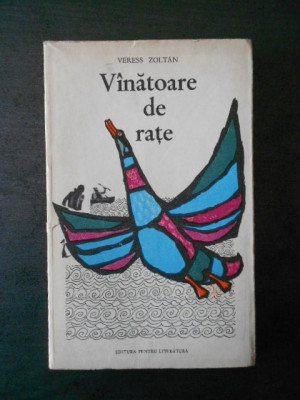 VERESS ZOLTÁN
Vînătoare
de
rațe
EDITURA PENTRU LITERATURĂ